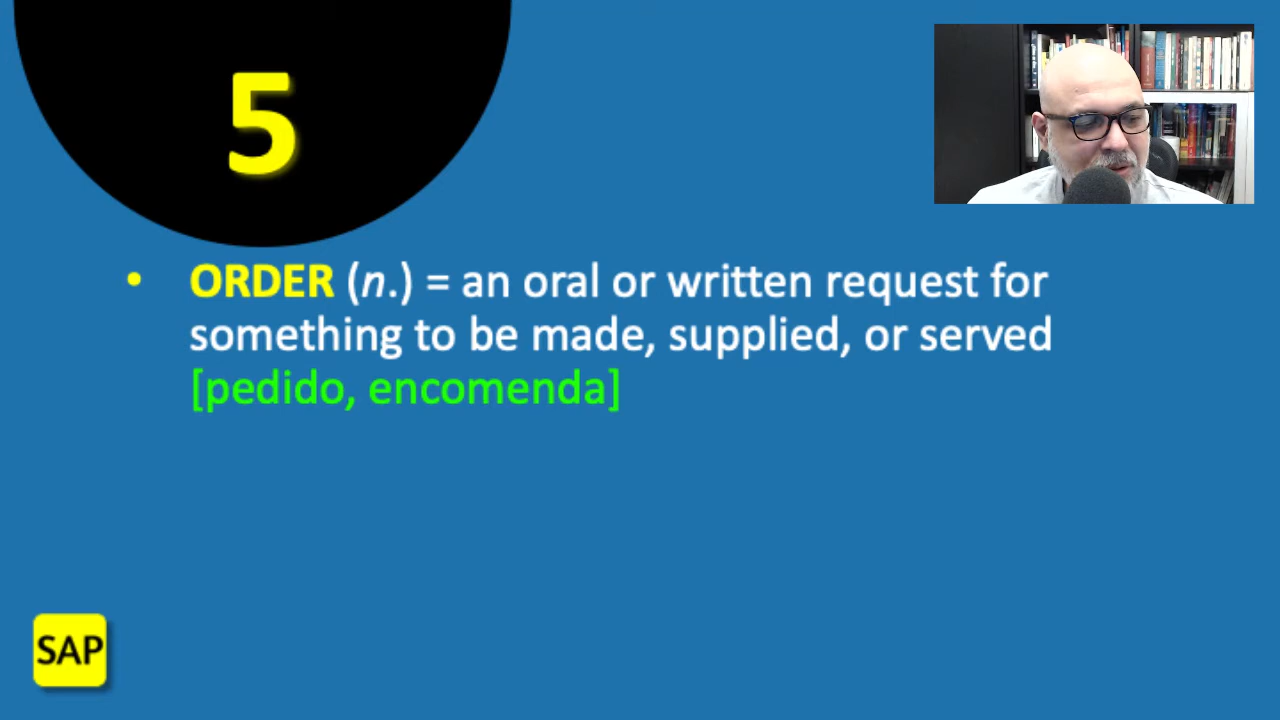 5
• ORDER (n.) = an oral or written request for
something to be made, supplied, or served
[pedido, encomenda]
SAP